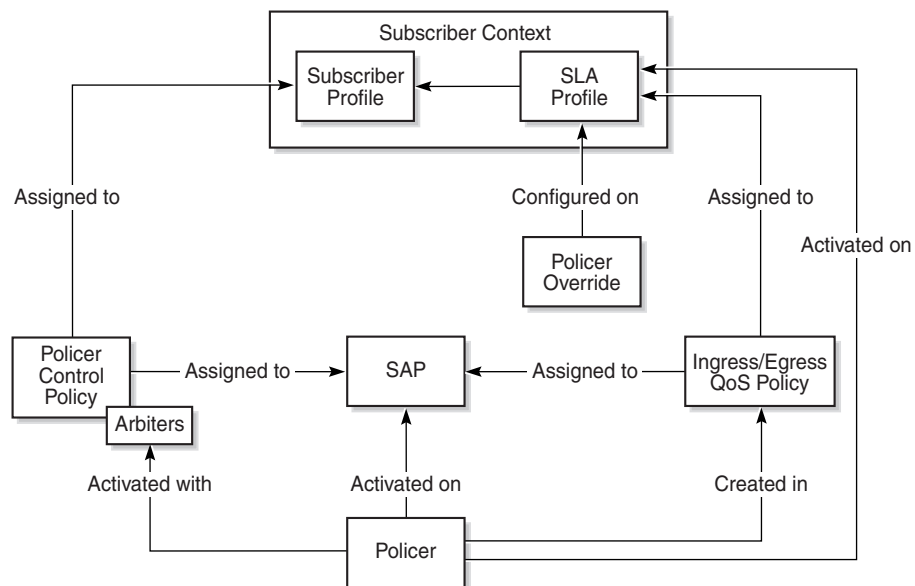 Subscriber Context
Subscriber
Profile
SLA
Profile
Assigned to
Configured on
Assigned to
Activated on
Policer
Override
Policer
Control
Policy
Assigned to
SAP
Assigned to
Ingress/Egress
QoS Policy
Arbiters
Activated with
Activated on
Created in
Policer